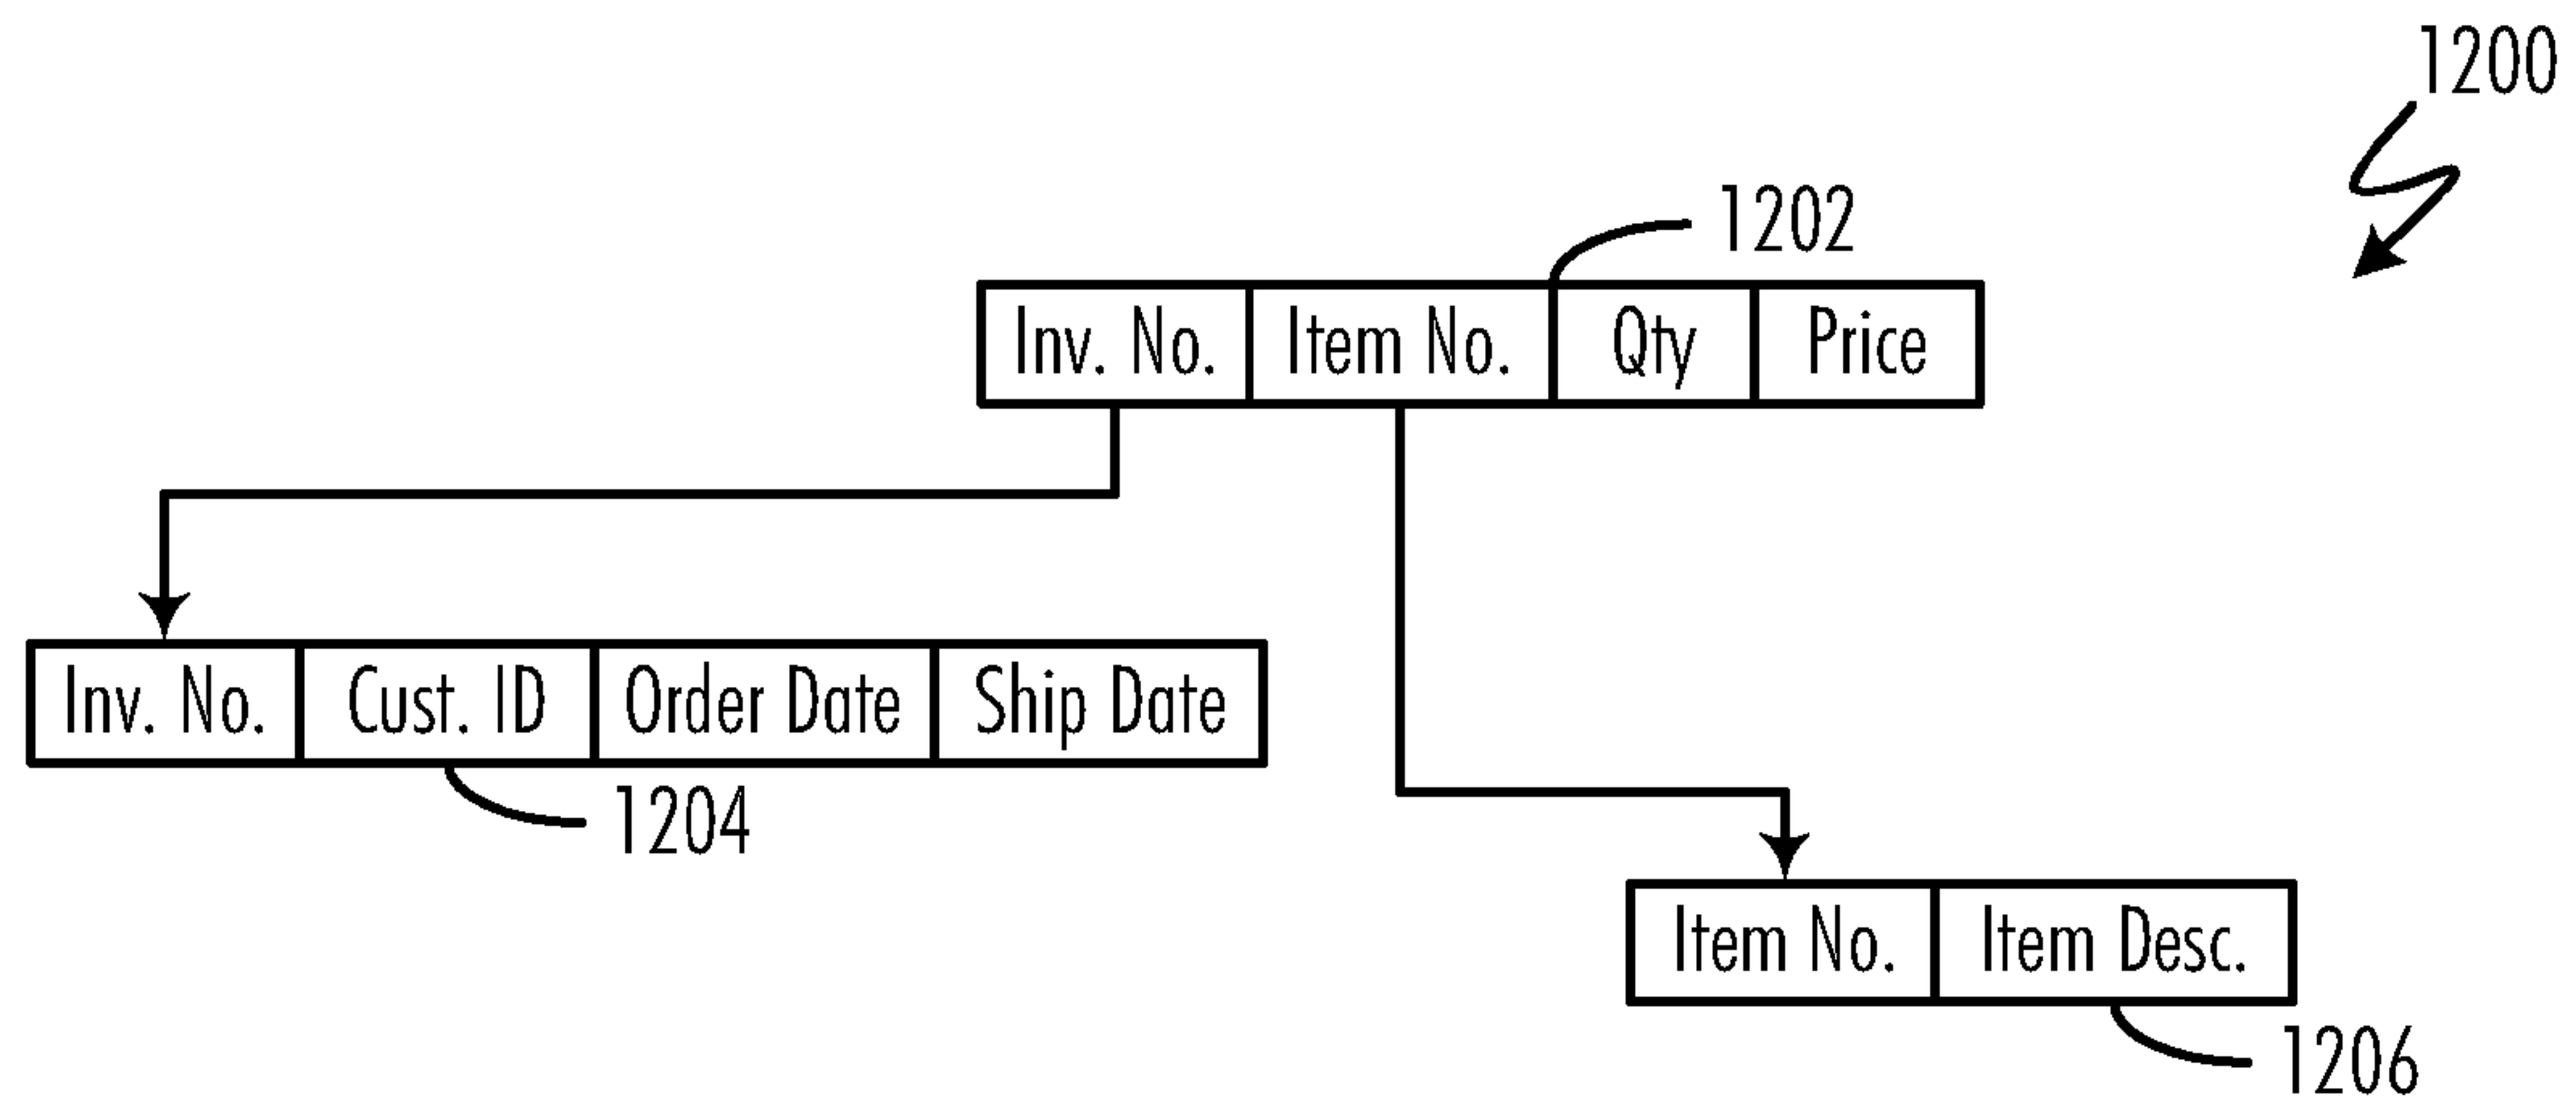 1200
1202
Inv. No. Item No. Qty Price
Inv. No. Cust. ID Order Date Ship Date
1204
Item No. Item Desc.
1206